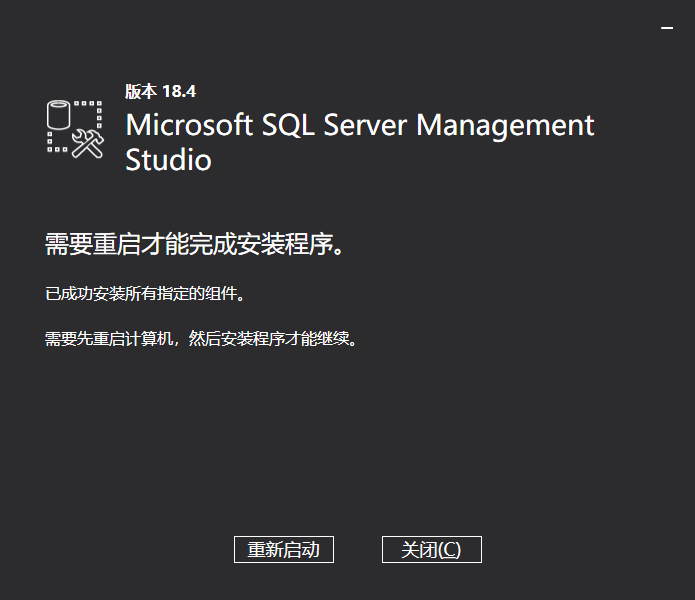 版本 18.4
Microsoft SQL Server Management
Studio
需要重启才能完成安装程序。
已成功安装所有指定的组件。
需要先重启计算机，然后安装程序才能继续。
重新启动
关闭(C)